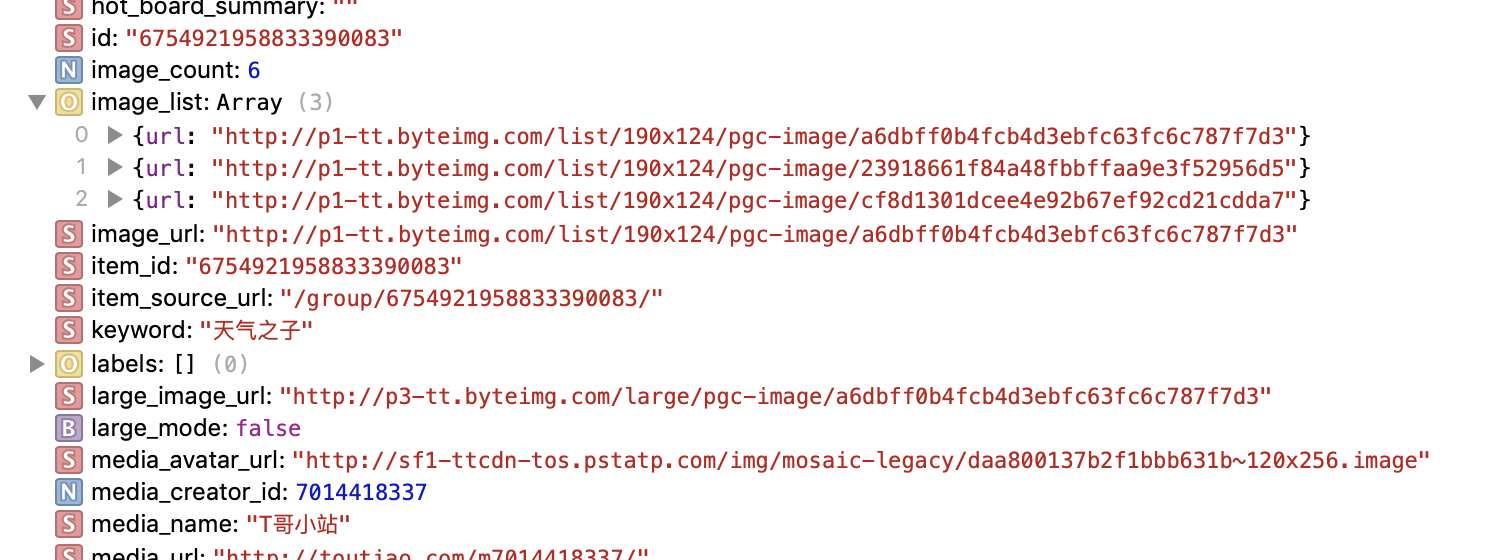 S hot_board_summary: ""
S id: "6754921958833390083"
N image_count: 6
O image_list: Array (3)
0 {url: "http://p1-tt.byteimg.com/list/190x124/pgc-image/a6dbff0b4fcb4d3ebfc63fc6c787f7d3"}
1 {url: "http://p1-tt.byteimg.com/list/190x124/pgc-image/23918661f84a48fbbffaa9e3f52956d5"}
2 {url: "http://p1-tt.byteimg.com/list/190x124/pgc-image/cf8d1301dcee4e92b67ef92cd21cdda7"}
S image_url: "http://p1-tt.byteimg.com/list/190x124/pgc-image/a6dbff0b4fcb4d3ebfc63fc6c787f7d3"
S item_id: "6754921958833390083"
S item_source_url: "/group/6754921958833390083/"
S keyword: "天气之子"
O labels: [] (0)
S large_image_url: "http://p3-tt.byteimg.com/large/pgc-image/a6dbff0b4fcb4d3ebfc63fc6c787f7d3"
B large_mode: false
S media_avatar_url: "http://sf1-ttcdn-tos.pstatp.com/img/mosaic-legacy/daa800137b2f1bbb631b~120x256.image"
N media_creator_id: 7014418337
S media_name: "T哥小站"
S media_url: "http://toutiao.com/m7014418337/"